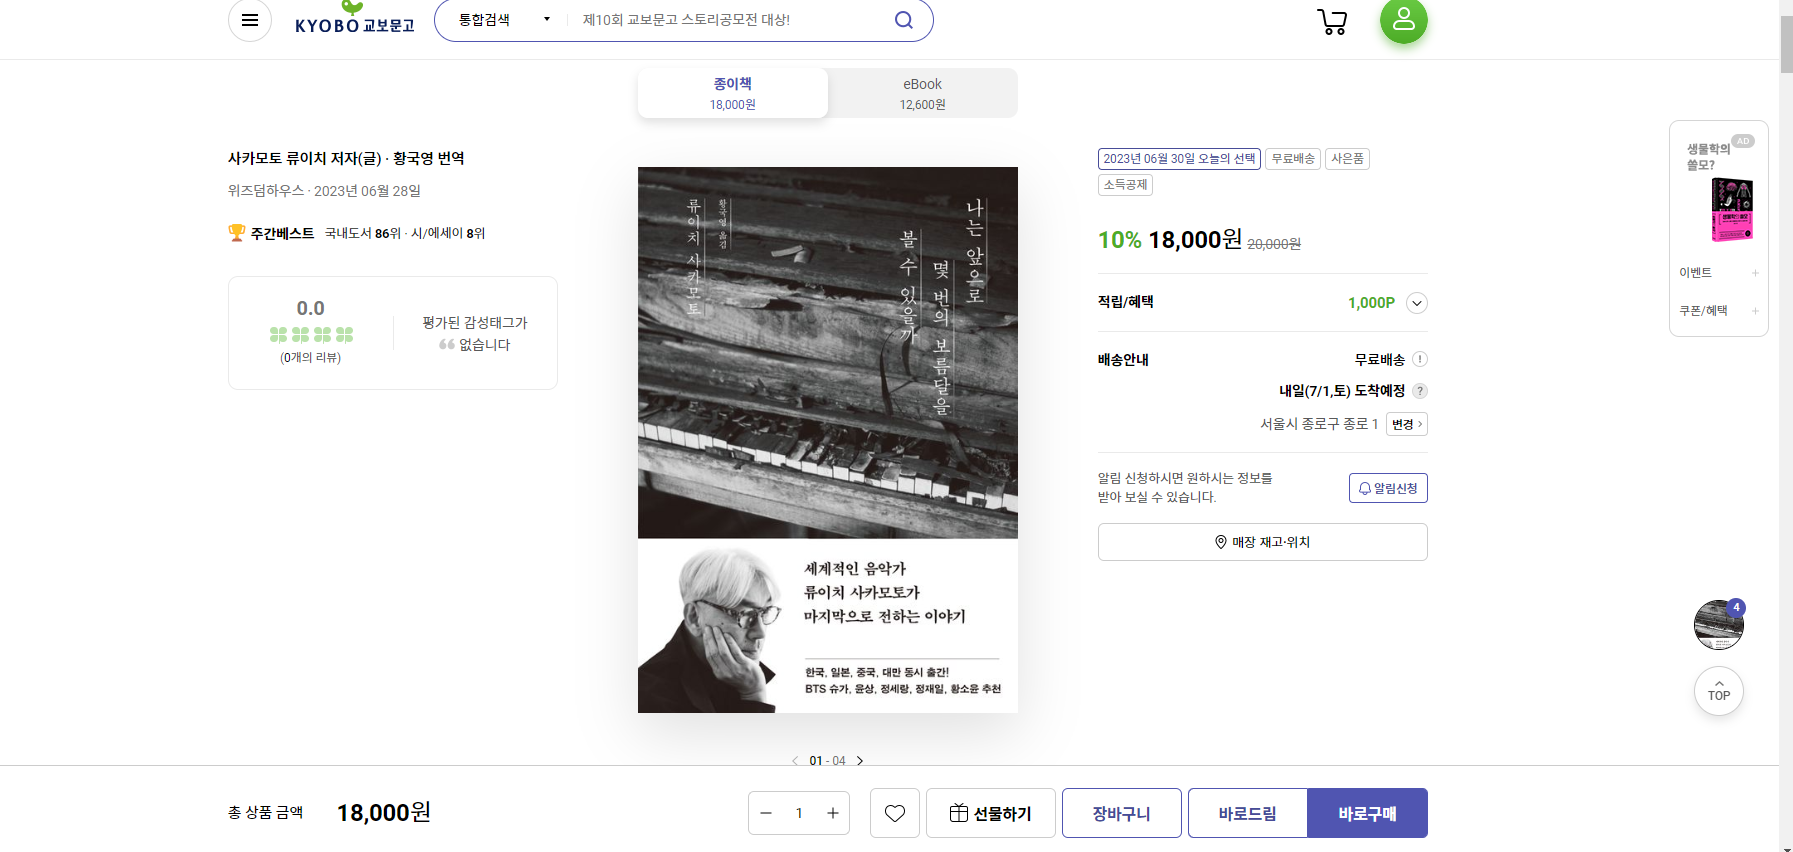 KYOBO 교보문고
통합검색
제10회 교보문고 스토리공모전 대상!
종이책
18,000원
eBook
12,600원
사카모토 류이치 저자(글) · 황국영 번역
위즈덤하우스 · 2023년 06월 28일
주간베스트 국내도서 86위 · 시/에세이 8위
0.0
(0개의 리뷰)
평가된 감성태그가
없습니다
나는 앞으로
몇 번의 보름달을
볼 수 있을까
황국영 옮김
류이치 사카모토
세계적인 음악가
류이치 사카모토가
마지막으로 전하는 이야기
한국, 일본, 중국, 대만 동시 출간!
BTS 슈가, 윤상, 정세랑, 정재일, 황소윤 추천
01 - 04
2023년 06월 30일 오늘의 선택 무료배송 사은품
소득공제
10% 18,000원 20,000원
적립/혜택 1,000P
배송안내 무료배송 !
내일(7/1,토) 도착예정 ?
서울시 종로구 종로 1 변경
알림 신청하시면 원하시는 정보를
받아 보실 수 있습니다.
알림신청
매장 재고·위치
AD
생물학의
쓸모?
생물학의 쓸모
이벤트 +
쿠폰/혜택 +
4
TOP
총 상품 금액 18,000원
1
선물하기
장바구니
바로드림
바로구매